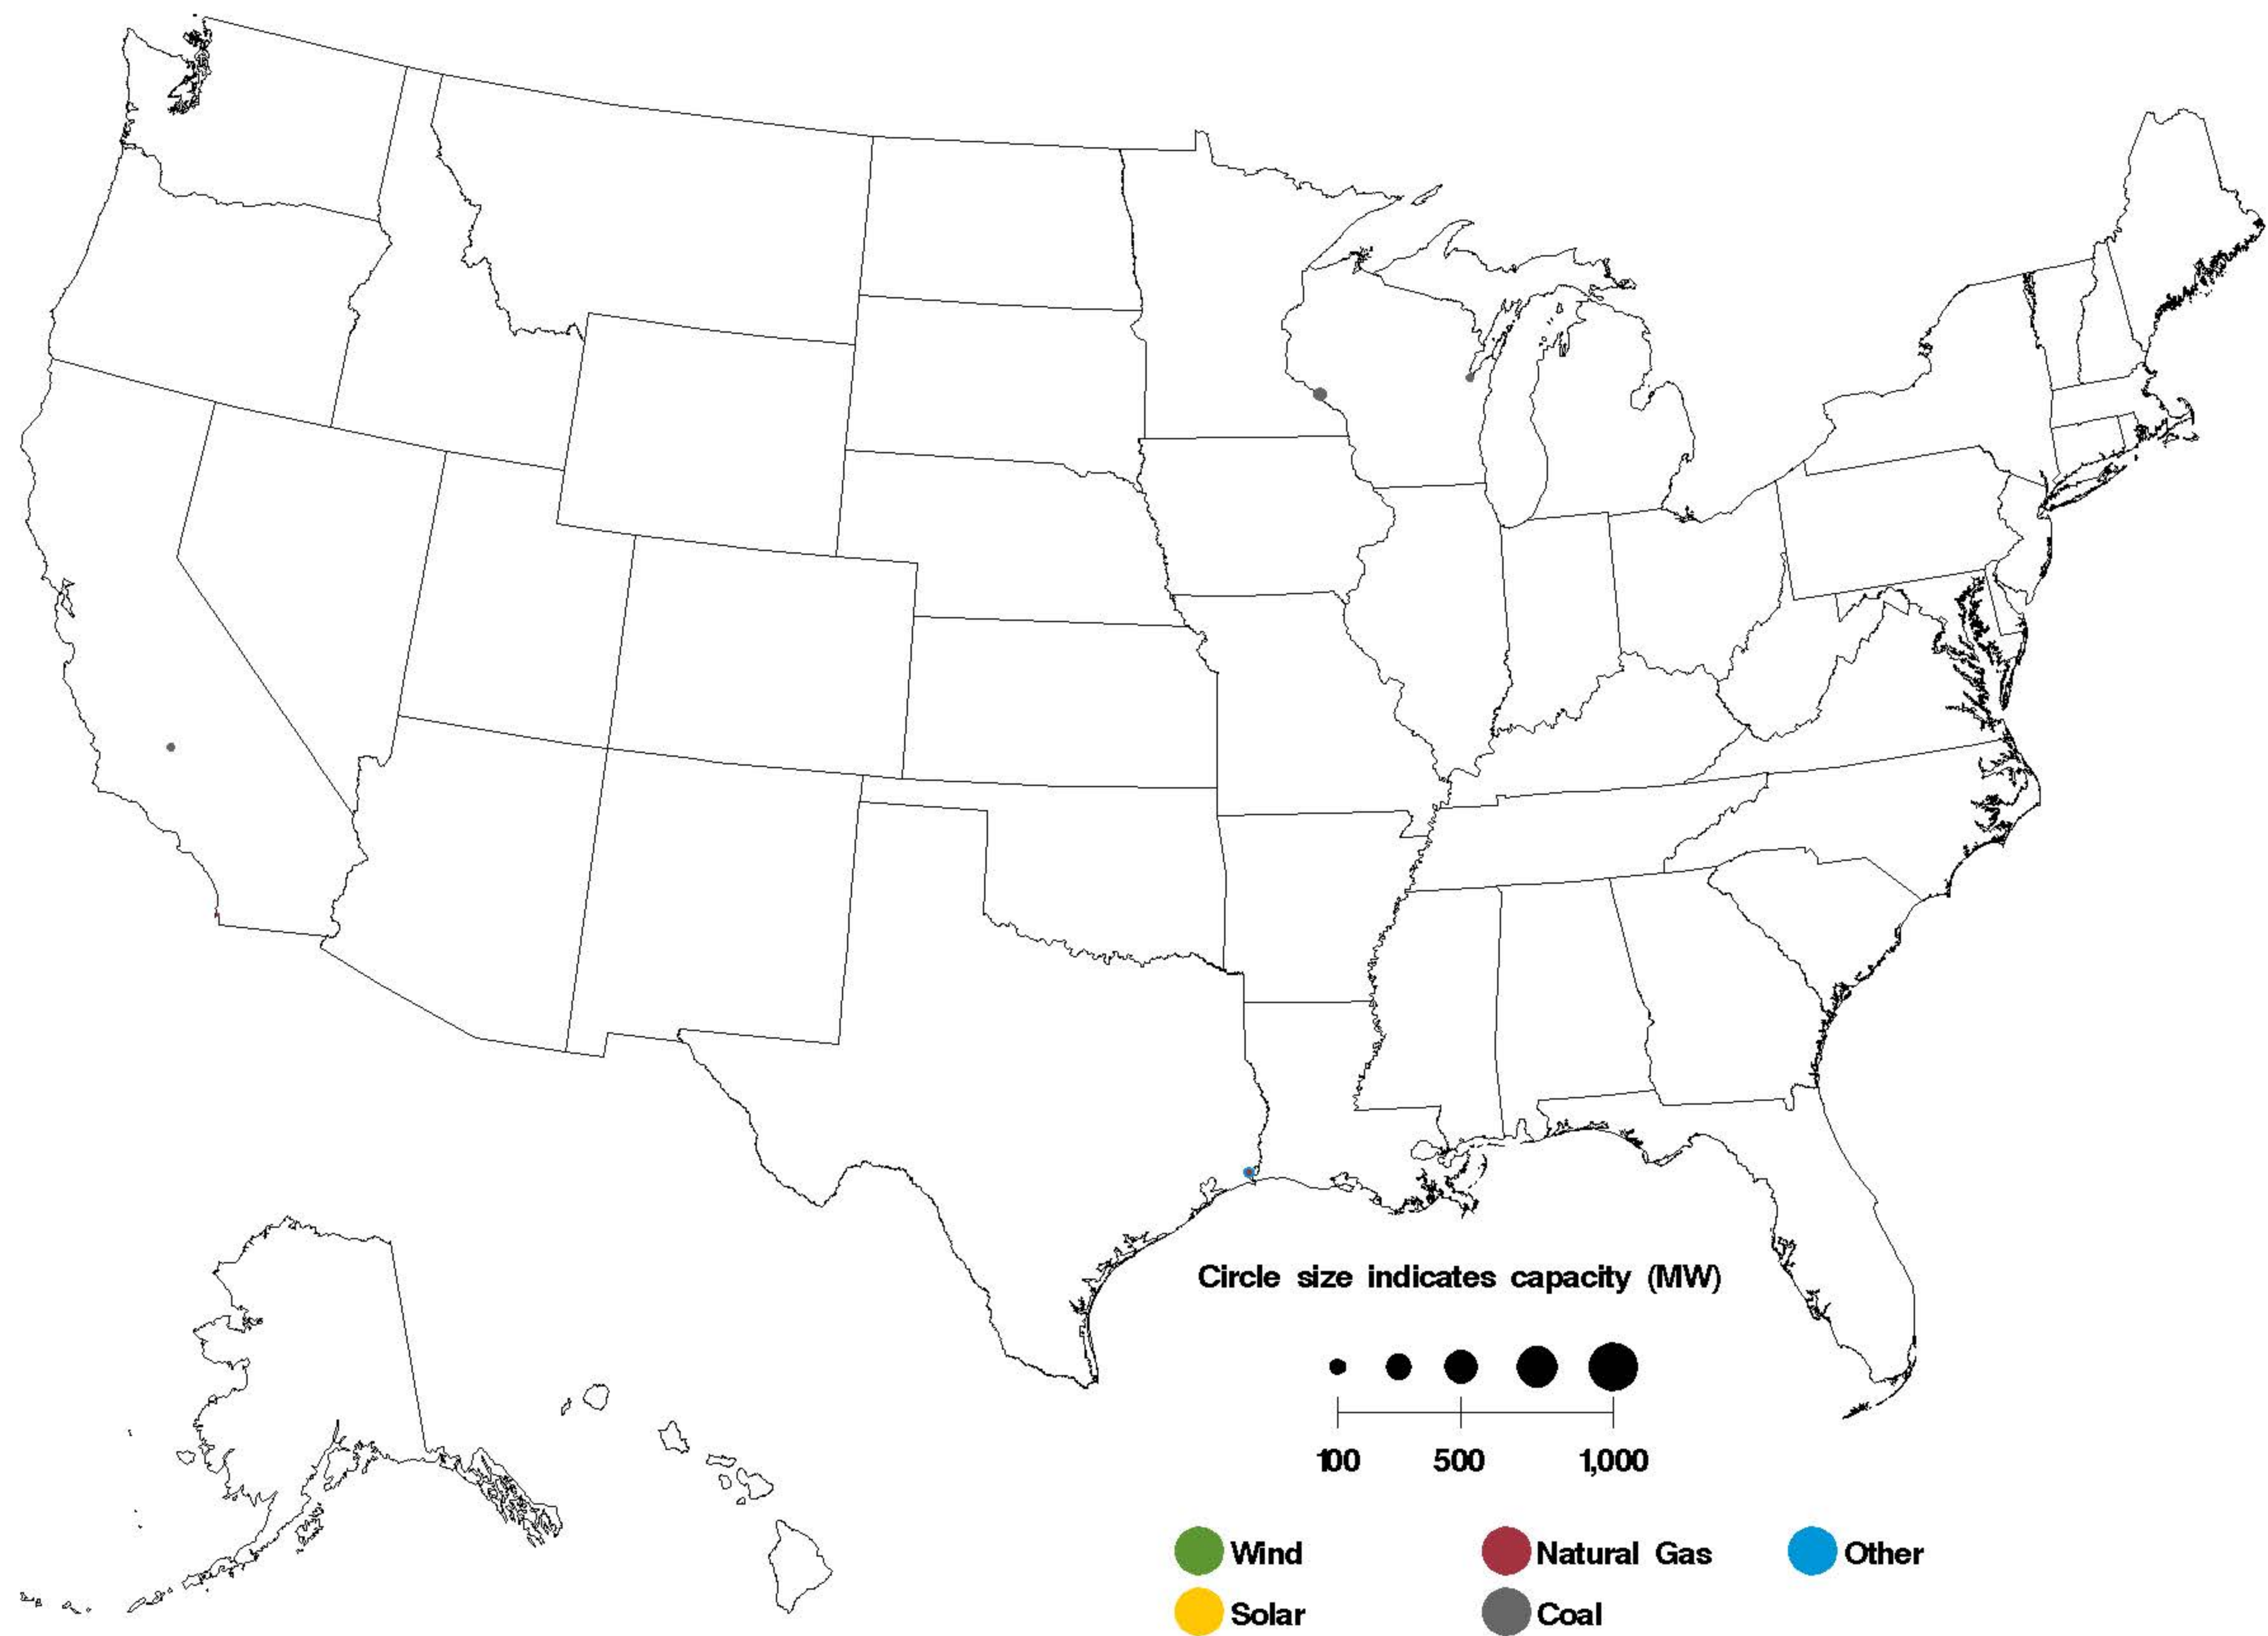 Circle size indicates capacity (MW)
100 500 1,000
Wind Natural Gas Other
Solar Coal